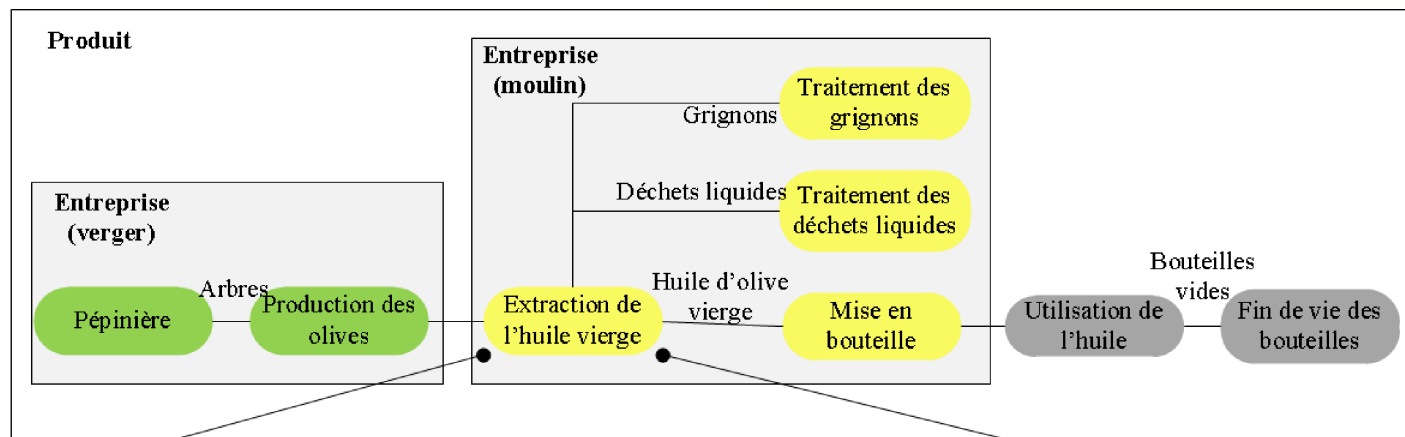 Produit
Entreprise
(moulin)
Traitement des
grignons
Grignons
Déchets liquides
Traitement des
déchets liquides
Entreprise
(verger)
Pépinière
Arbres
Production des
olives
Extraction de
l'huile vierge
Huile d'olive
vierge
Mise en
bouteille
Utilisation de
l'huile
Bouteilles
vides
Fin de vie des
bouteilles